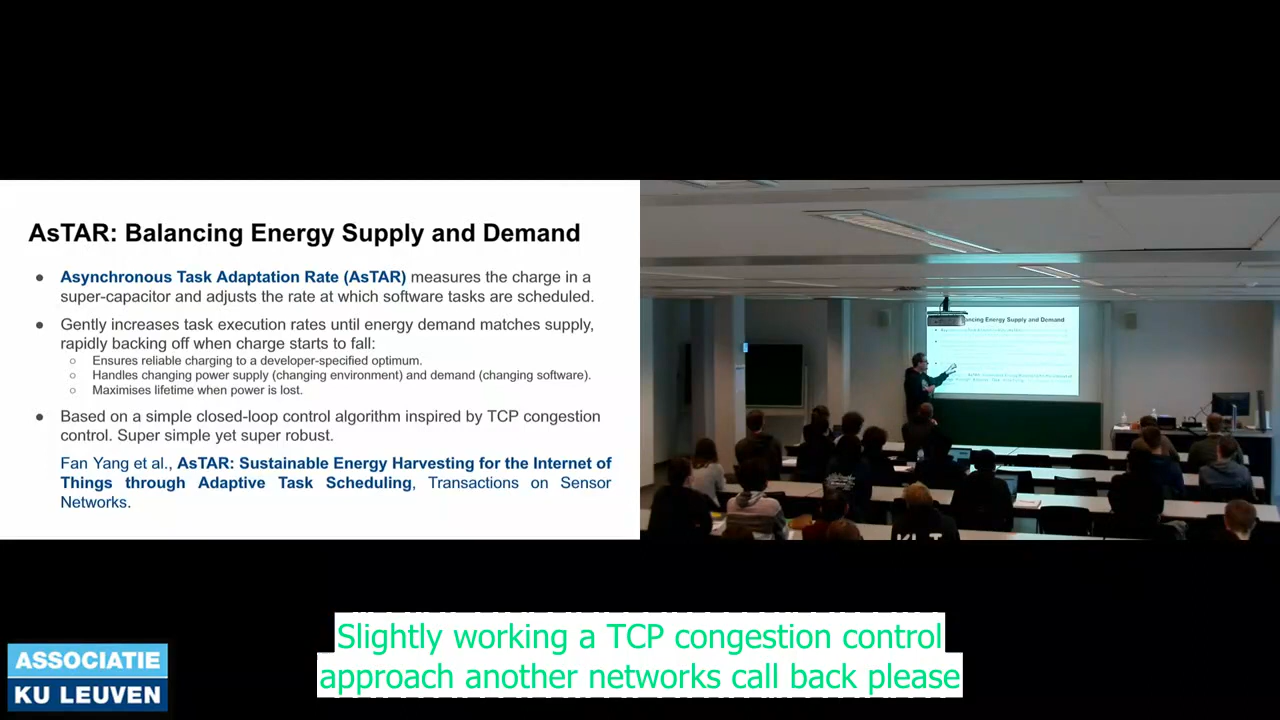 AsTAR: Balancing Energy Supply and Demand
● Asynchronous Task Adaptation Rate (AsTAR) measures the charge in a
super-capacitor and adjusts the rate at which software tasks are scheduled.
● Gently increases task execution rates until energy demand matches supply,
rapidly backing off when charge starts to fall:
○ Ensures reliable charging to a developer-specified optimum.
○ Handles changing power supply (changing environment) and demand (changing software).
○ Maximises lifetime when power is lost.
● Based on a simple closed-loop control algorithm inspired by TCP congestion
control. Super simple yet super robust.
Fan Yang et al., AsTAR: Sustainable Energy Harvesting for the Internet of
Things through Adaptive Task Scheduling, Transactions on Sensor
Networks.
Balancing Energy Supply and Demand
Slightly working a TCP congestion control
approach another networks call back please
ASSOCIATIE
KU LEUVEN